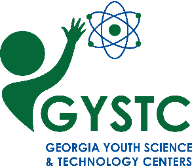 GYSTC
GEORGIA YOUTH SCIENCE
& TECHNOLOGY CENTERS